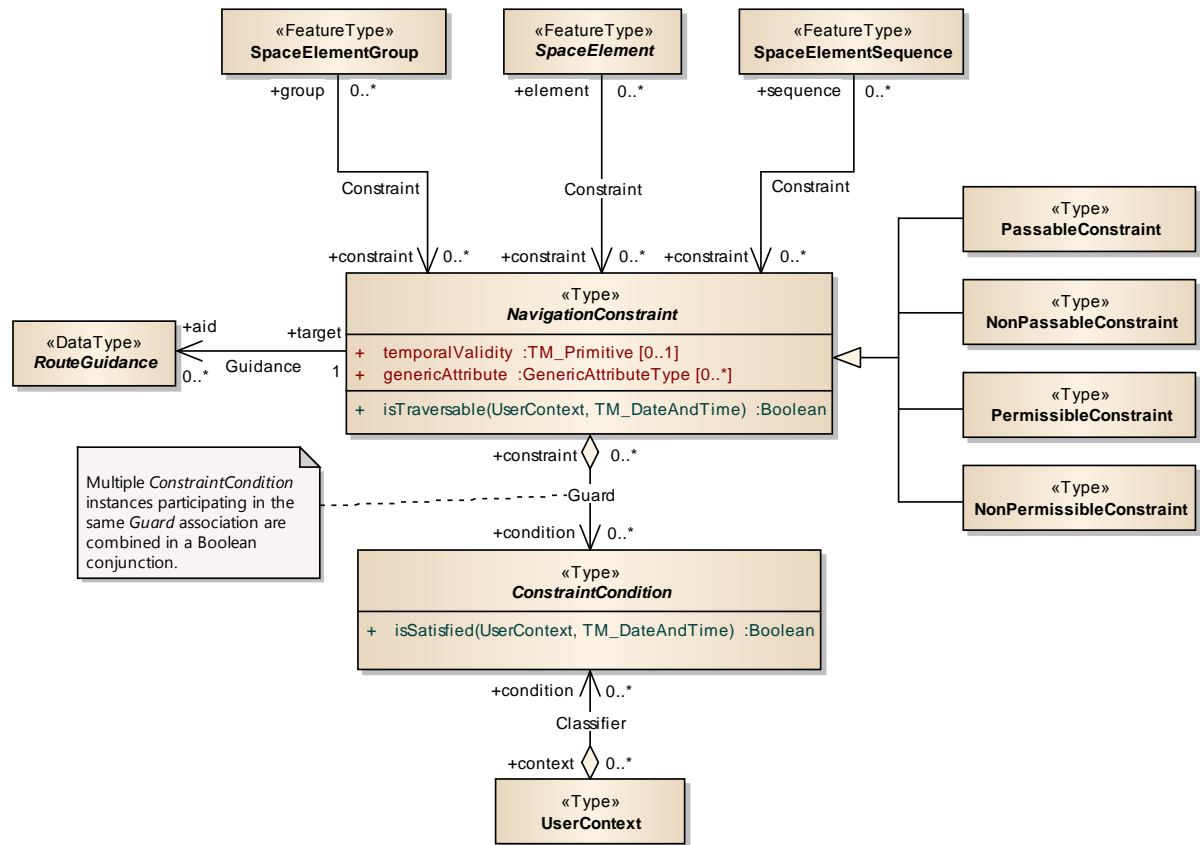 «FeatureType»
SpaceElementGroup
«FeatureType»
SpaceElement
«FeatureType»
SpaceElementSequence
+group 0..*
+element 0..*
+sequence 0..*
Constraint
Constraint
Constraint
+constraint 0..*
+constraint 0..*
+constraint 0..*
«Type»
PassableConstraint
«Type»
NonPassableConstraint
«Type»
PermissibleConstraint
«Type»
NonPermissibleConstraint
«Type»
NavigationConstraint
+ temporalValidity :TM_Primitive [0..1]
+ genericAttribute :GenericAttributeType [0..*]
+ isTraversable(UserContext, TM_DateAndTime) :Boolean
«DataType»
RouteGuidance
+aid
0..*
Guidance
+target
1
+constraint 0..*
Guard
+condition 0..*
Multiple ConstraintCondition
instances participating in the
same Guard association are
combined in a Boolean
conjunction.
«Type»
ConstraintCondition
+ isSatisfied(UserContext, TM_DateAndTime) :Boolean
+condition 0..*
Classifier
+context 0..*
«Type»
UserContext